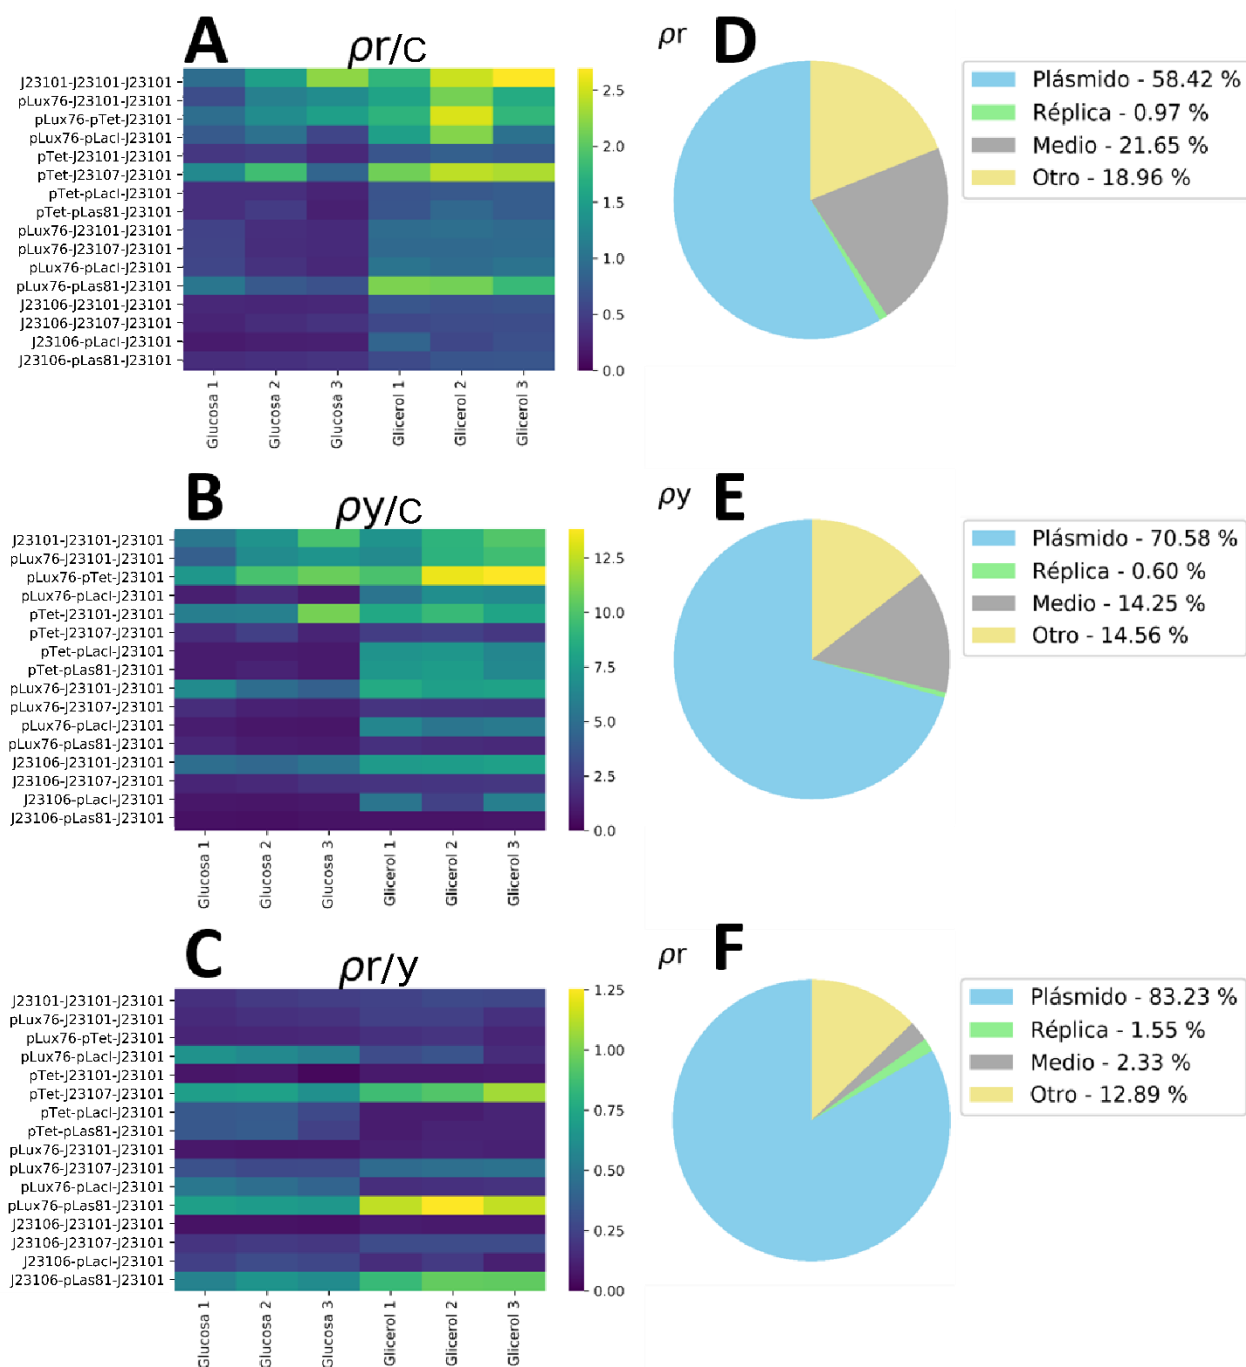 A
ρr/C
J23101-J23101-J23101
pLux76-J23101-J23101
pLux76-pTet-J23101
pLux76-pLacI-J23101
pTet-J23101-J23101
pTet-J23107-J23101
pTet-pLacI-J23101
pTet-pLas81-J23101
pLux76-J23101-J23101
pLux76-J23107-J23101
pLux76-pLacI-J23101
pLux76-pLas81-J23101
J23106-J23101-J23101
J23106-J23107-J23101
J23106-pLacI-J23101
J23106-pLas81-J23101
Glucosa 1
Glucosa 2
Glucosa 3
Glicerol 1
Glicerol 2
Glicerol 3
2.5
2.0
1.5
1.0
0.5
0.0
ρr D
Plásmido - 58.42 %
Réplica - 0.97 %
Medio - 21.65 %
Otro - 18.96 %
B
ρy/C
J23101-J23101-J23101
pLux76-J23101-J23101
pLux76-pTet-J23101
pLux76-pLacI-J23101
pTet-J23101-J23101
pTet-J23107-J23101
pTet-pLacI-J23101
pTet-pLas81-J23101
pLux76-J23101-J23101
pLux76-J23107-J23101
pLux76-pLacI-J23101
pLux76-pLas81-J23101
J23106-J23101-J23101
J23106-J23107-J23101
J23106-pLacI-J23101
J23106-pLas81-J23101
Glucosa 1
Glucosa 2
Glucosa 3
Glicerol 1
Glicerol 2
Glicerol 3
12.5
10.0
7.5
5.0
2.5
0.0
ρy E
Plásmido - 70.58 %
Réplica - 0.60 %
Medio - 14.25 %
Otro - 14.56 %
C
ρr/y
J23101-J23101-J23101
pLux76-J23101-J23101
pLux76-pTet-J23101
pLux76-pLacI-J23101
pTet-J23101-J23101
pTet-J23107-J23101
pTet-pLacI-J23101
pTet-pLas81-J23101
pLux76-J23101-J23101
pLux76-J23107-J23101
pLux76-pLacI-J23101
pLux76-pLas81-J23101
J23106-J23101-J23101
J23106-J23107-J23101
J23106-pLacI-J23101
J23106-pLas81-J23101
Glucosa 1
Glucosa 2
Glucosa 3
Glicerol 1
Glicerol 2
Glicerol 3
1.25
1.00
0.75
0.50
0.25
0.00
ρr F
Plásmido - 83.23 %
Réplica - 1.55 %
Medio - 2.33 %
Otro - 12.89 %